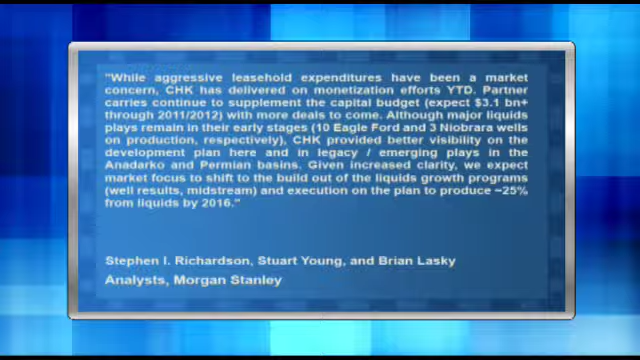 "While aggressive leasehold expenditures have been a market
concern, CHK has delivered on monetization efforts YTD. Partner
carries continue to supplement the capital budget (expect $3.1 bn+
through 2011/2012) with more deals to come. Although major liquids
plays remain in their early stages (10 Eagle Ford and 3 Niobrara wells
on production, respectively), CHK provided better visibility on the
development plan here and in legacy / emerging plays in the
Anadarko and Permian basins. Given increased clarity, we expect
market focus to shift to the build out of the liquids growth programs
(well results, midstream) and execution on the plan to produce ~25%
from liquids by 2016."
Stephen I. Richardson, Stuart Young, and Brian Lasky
Analysts, Morgan Stanley